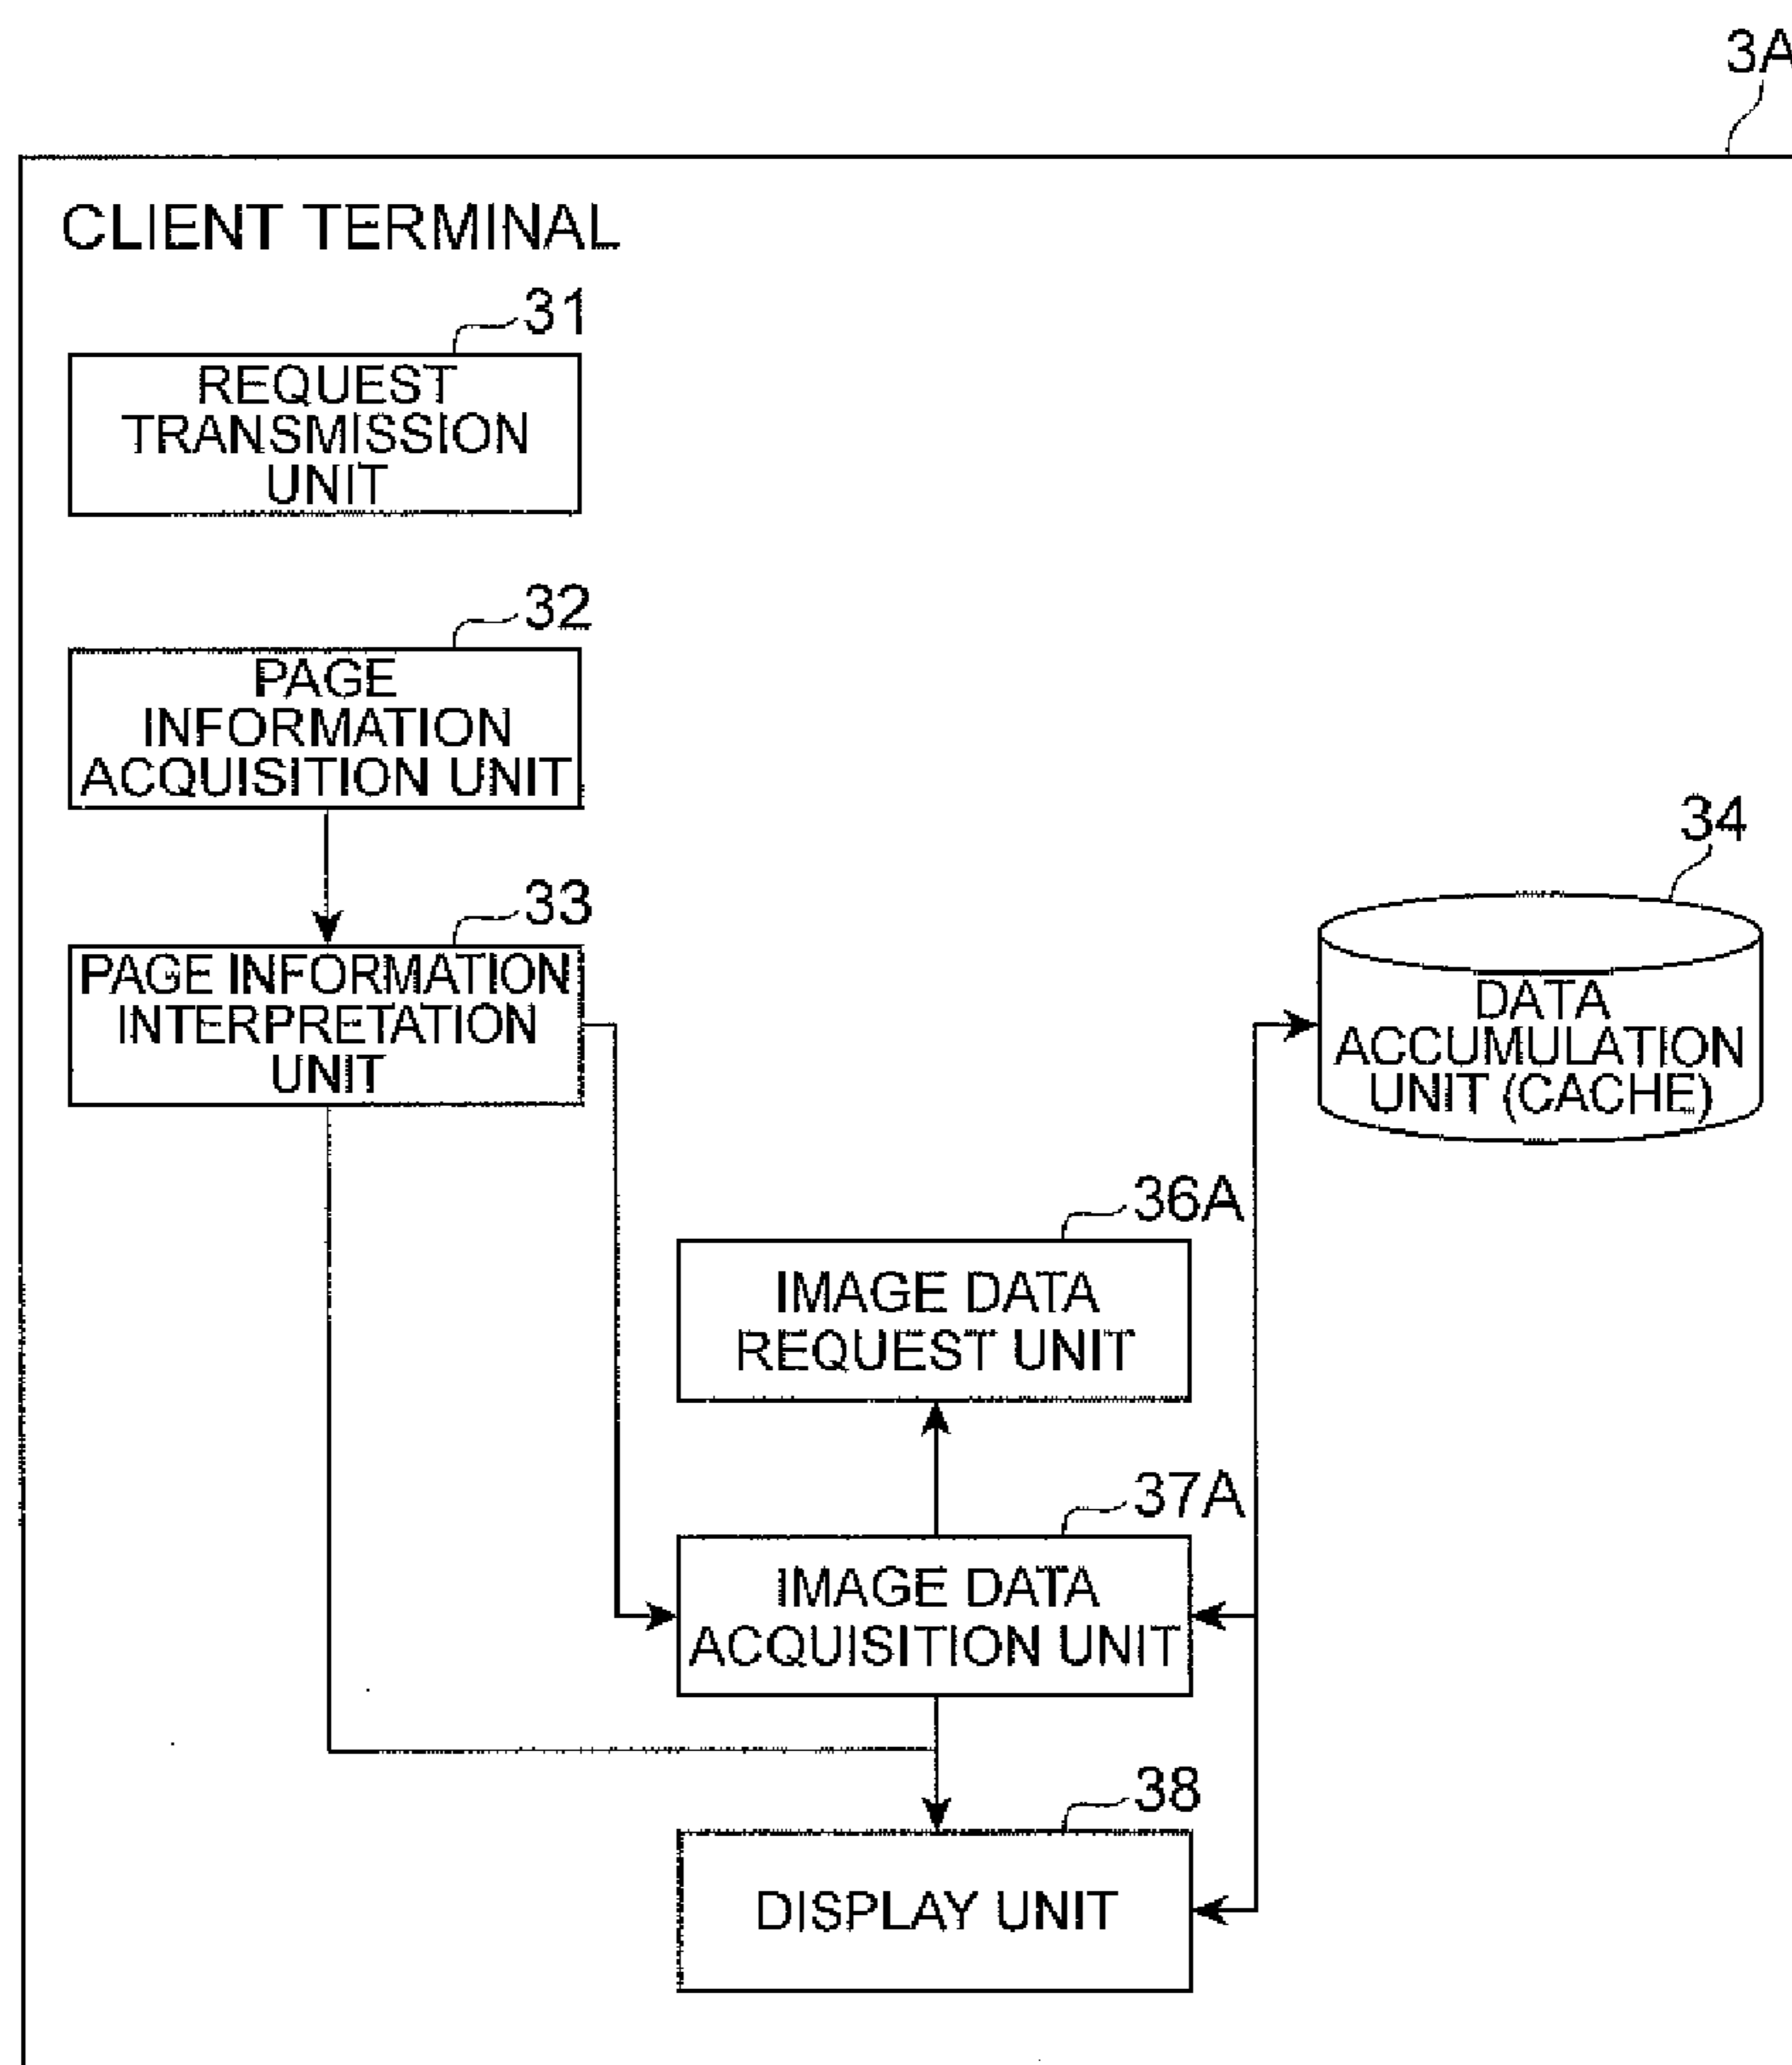 3A
CLIENT TERMINAL
31
REQUEST
TRANSMISSION
UNIT
32
PAGE
INFORMATION
ACQUISITION UNIT
33
PAGE INFORMATION
INTERPRETATION
UNIT
34
DATA
ACCUMULATION
UNIT (CACHE)
36A
IMAGE DATA
REQUEST UNIT
37A
IMAGE DATA
ACQUISITION UNIT
38
DISPLAY UNIT